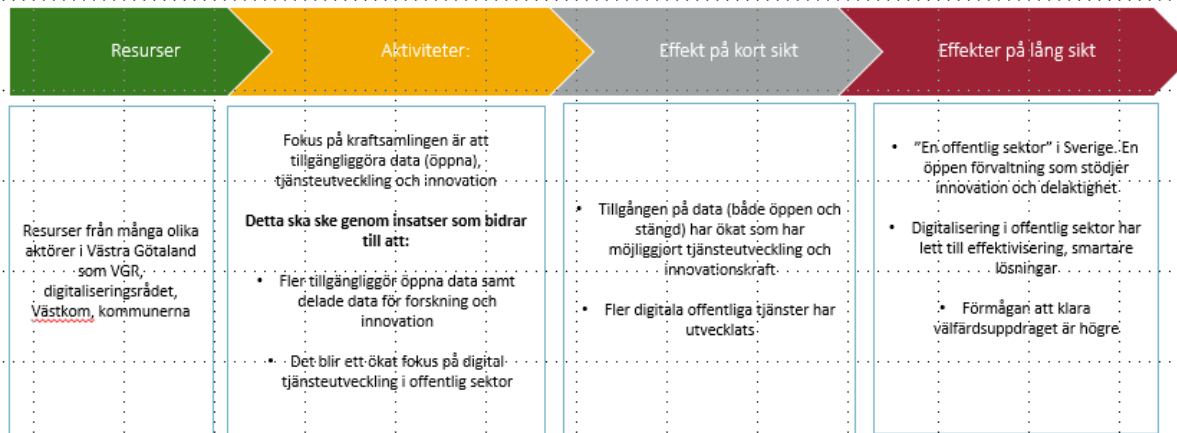 Resurser
Aktiviteter:
Effekt på kort sikt
Effekter på lång sikt
Resurser från många olika
aktörer i Västra Götaland
som VGR,
digitaliseringsrådet,
Västkom, kommunerna
Fokus på kraftsamlingen är att
tillgängliggöra data (öppna),
tjänsteutveckling och innovation
Detta ska ske genom insatser som bidrar
till att:
• Fler tillgängliggör öppna data samt
delade data för forskning och
innovation
• Det blir ett ökat fokus på digital
tjänsteutveckling i offentlig sektor
• Tillgången på data (både öppen och
stängd) har ökat som har
möjliggjort tjänsteutveckling och
innovationskraft
• Fler digitala offentliga tjänster har
utvecklats
• ”En offentlig sektor” i Sverige. En
öppen förvaltning som stödjer
innovation och delaktighet
• Digitalisering i offentlig sektor har
lett till effektivisering, smartare
lösningar
• Förmågan att klara
välfärdsuppdraget är högre